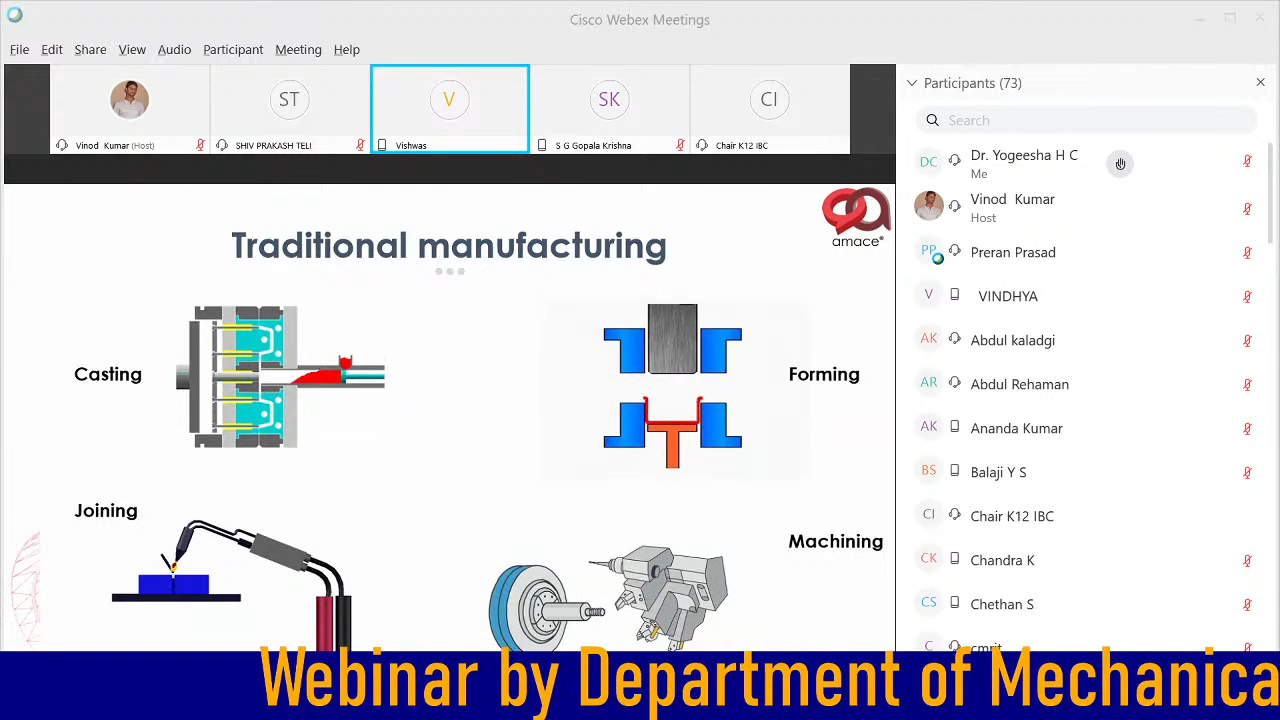 Cisco Webex Meetings
File Edit Share View Audio Participant Meeting Help
ST V SK CI
Vinod Kumar (Host) SHIV PRAKASH TELI Vishwas S G Gopala Krishna Chair K12 IBC
Participants (73)
Search
DC Dr. Yogeesha H C
Me
Vinod Kumar
Host
PP Preran Prasad
V VINDHYA
AK Abdul kaladgi
AR Abdul Rehaman
AK Ananda Kumar
BS Balaji Y S
CI Chair K12 IBC
CK Chandra K
CS Chethan S
C cmrit
amace®
Traditional manufacturing
Casting
Forming
Joining
Machining
Webinar by Department of Mechanica